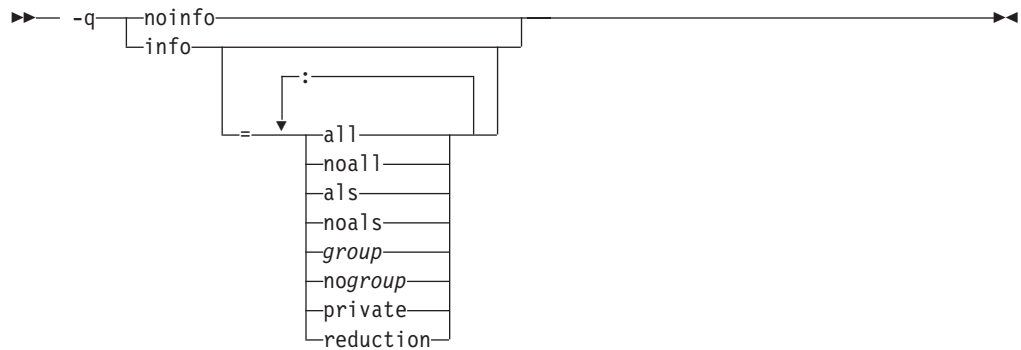 -q noinfo
info
:
= all
noall
als
noals
group
nogroup
private
reduction